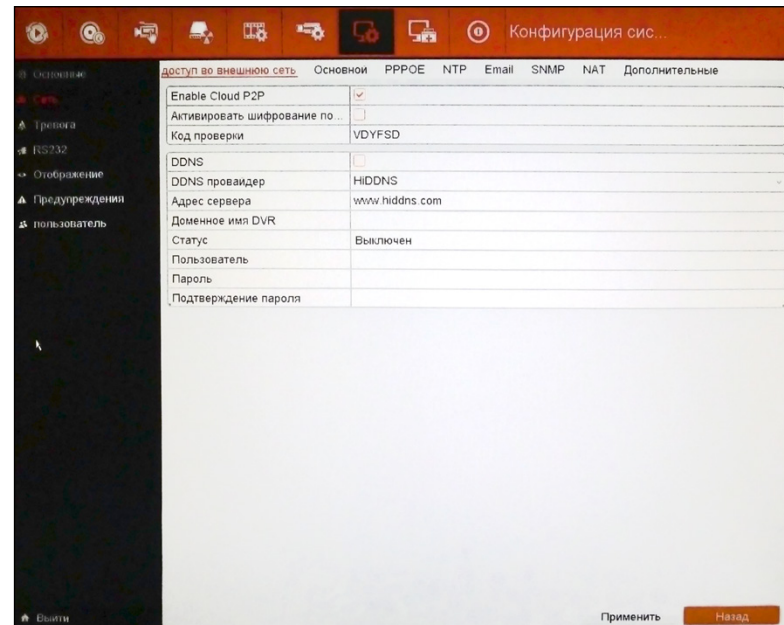 Конфигурация сис...
Основные
Сеть
Тревога
RS232
Отображение
Предупреждения
пользователь
доступ во внешнюю сеть Основной PPPOE NTP Email SNMP NAT Дополнительные
Enable Cloud P2P
Активировать шифрование по...
Код проверки VDYFSD
DDNS
DDNS провайдер HiDDNS
Адрес сервера www.hiddns.com
Доменное имя DVR
Статус Выключен
Пользователь
Пароль
Подтверждение пароля
Выйти
Применить Назад